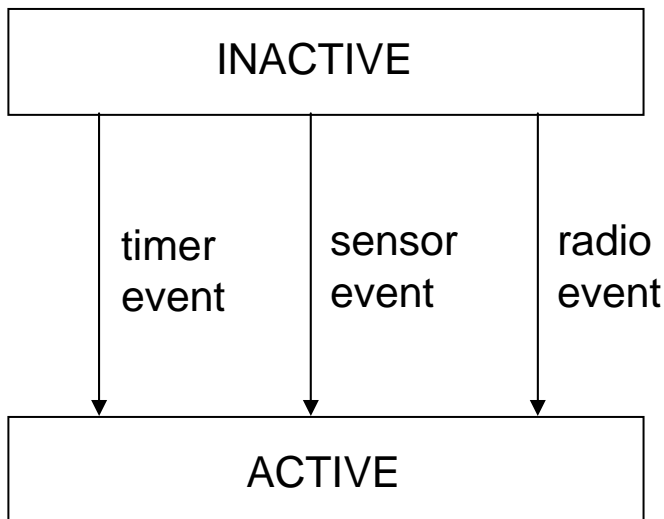 INACTIVE
timer
event
sensor
event
radio
event
ACTIVE